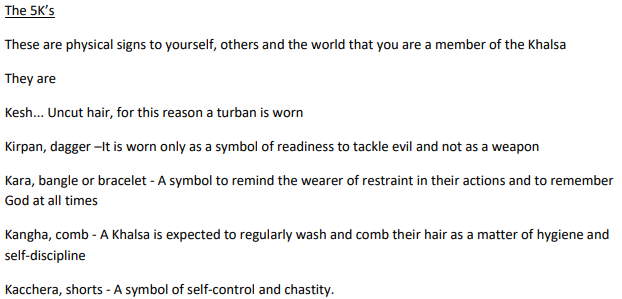 The 5K’s
These are physical signs to yourself, others and the world that you are a member of the Khalsa
They are
Kesh... Uncut hair, for this reason a turban is worn
Kirpan, dagger –It is worn only as a symbol of readiness to tackle evil and not as a weapon
Kara, bangle or bracelet - A symbol to remind the wearer of restraint in their actions and to remember
God at all times
Kangha, comb - A Khalsa is expected to regularly wash and comb their hair as a matter of hygiene and
self-discipline
Kacchera, shorts - A symbol of self-control and chastity.